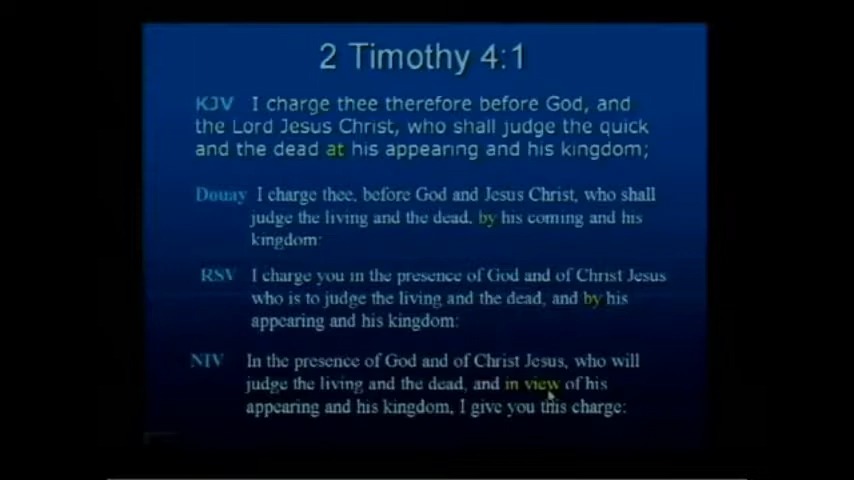 2 Timothy 4:1
KJV I charge thee therefore before God, and
the Lord Jesus Christ, who shall judge the quick
and the dead at his appearing and his kingdom;
Douay I charge thee, before God and Jesus Christ, who shall
judge the living and the dead, by his coming and his
kingdom:
RSV I charge you in the presence of God and of Christ Jesus
who is to judge the living and the dead, and by his
appearing and his kingdom:
NIV In the presence of God and of Christ Jesus, who will
judge the living and the dead, and in view of his
appearing and his kingdom, I give you this charge: